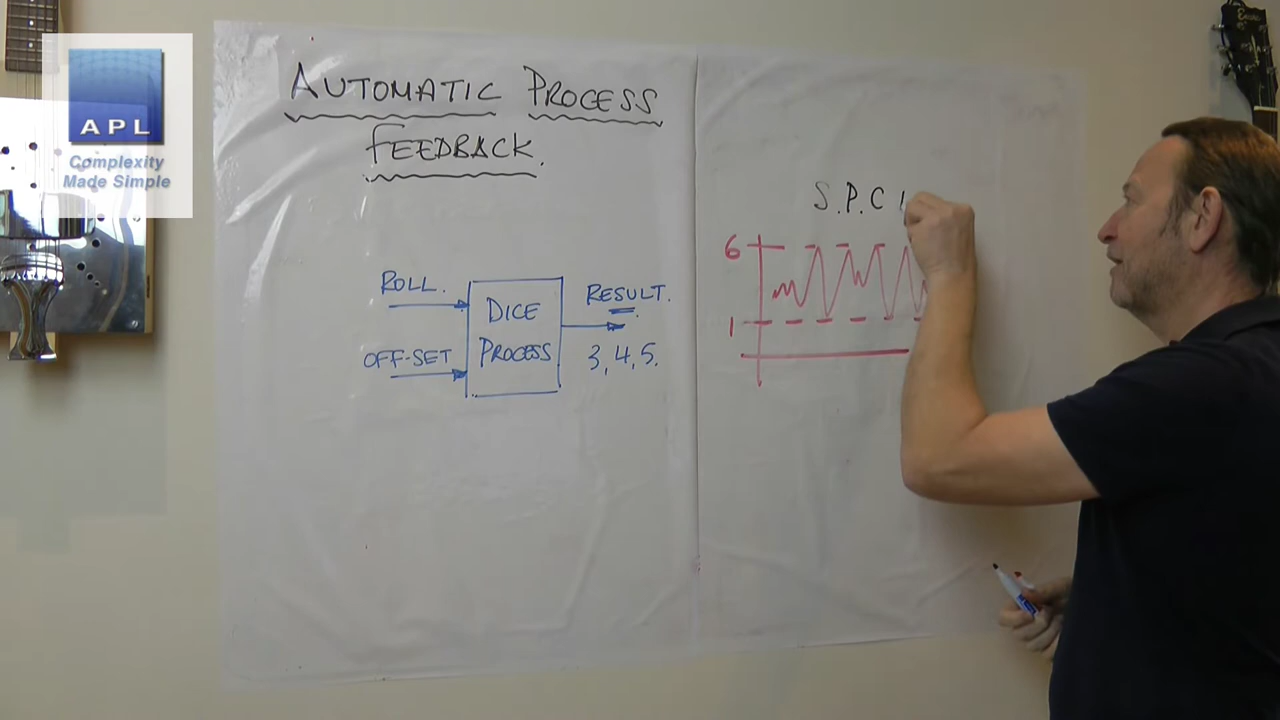 APL
Complexity
Made Simple
AUTOMATIC PROCESS
FEEDBACK.
ROLL.
OFF-SET
DICE
PROCESS
RESULT.
3, 4, 5.
S.P.C
6
1